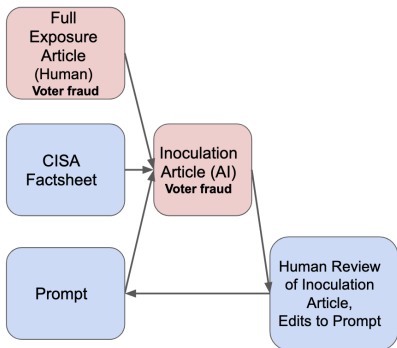 Full
Exposure
Article
(Human)
Voter fraud
CISA
Factsheet
Inoculation
Article (AI)
Voter fraud
Prompt
Human Review
of Inoculation
Article,
Edits to Prompt